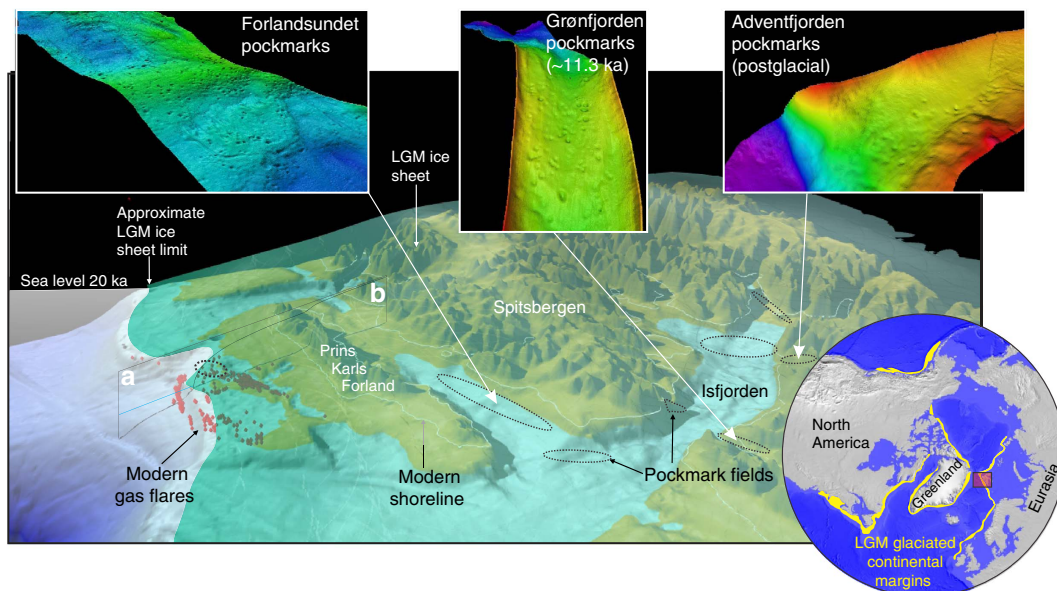 Forlandsundet
pockmarks
Grønfjorden
pockmarks
(~11.3 ka)
Adventfjorden
pockmarks
(postglacial)
LGM ice
sheet
Approximate
LGM ice
sheet limit
Sea level 20 ka
b
Spitsbergen
a
Prins
Karls
Forland
Isfjorden
Modern
gas flares
Modern
shoreline
Pockmark fields
North
America
Greenland
Eurasia
LGM glaciated
continental
margins